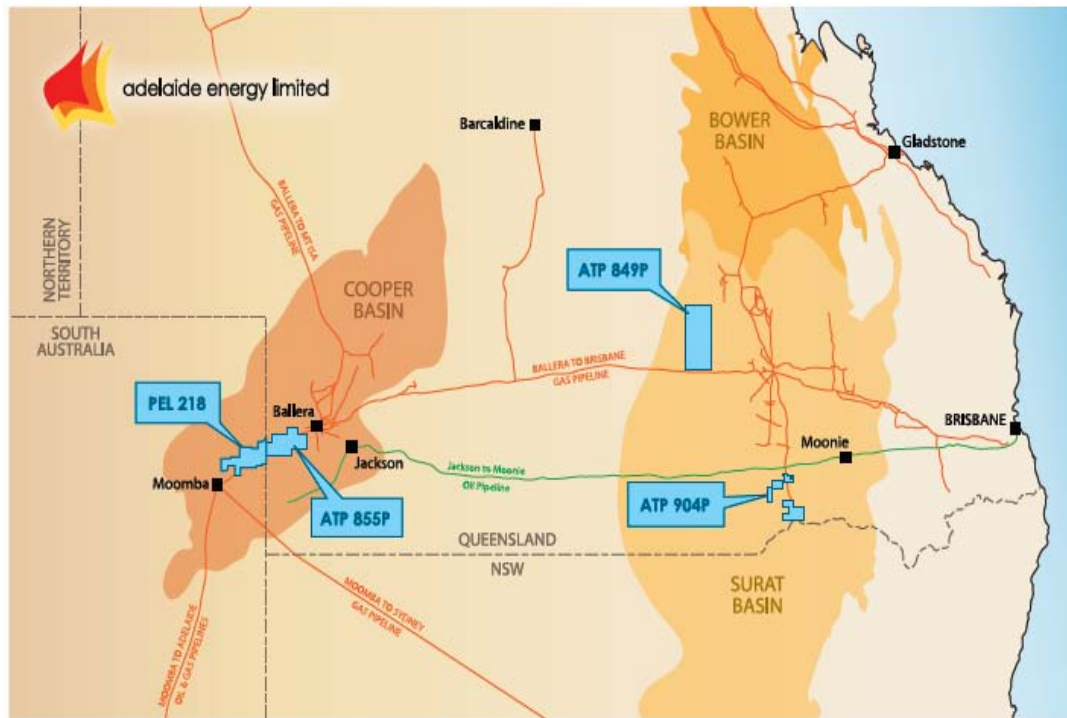 adelaide energy limited
Barcaldine
BOWER
BASIN
Gladstone
NORTHERN
TERRITORY
BALLERA TO MT ISA
GAS PIPELINE
COOPER
BASIN
ATP 849P
SOUTH
AUSTRALIA
BALLERA TO BRISBANE
GAS PIPELINE
PEL 218
Ballera
BRISBANE
Moonie
Jackson
Jackson to Moonie
Oil Pipeline
Moomba
ATP 855P
ATP 904P
QUEENSLAND
NSW
SURAT
BASIN
MOOMBA TO SYDNEY
GAS PIPELINE
MOOMBA TO ADELAIDE
OIL & GAS PIPELINES